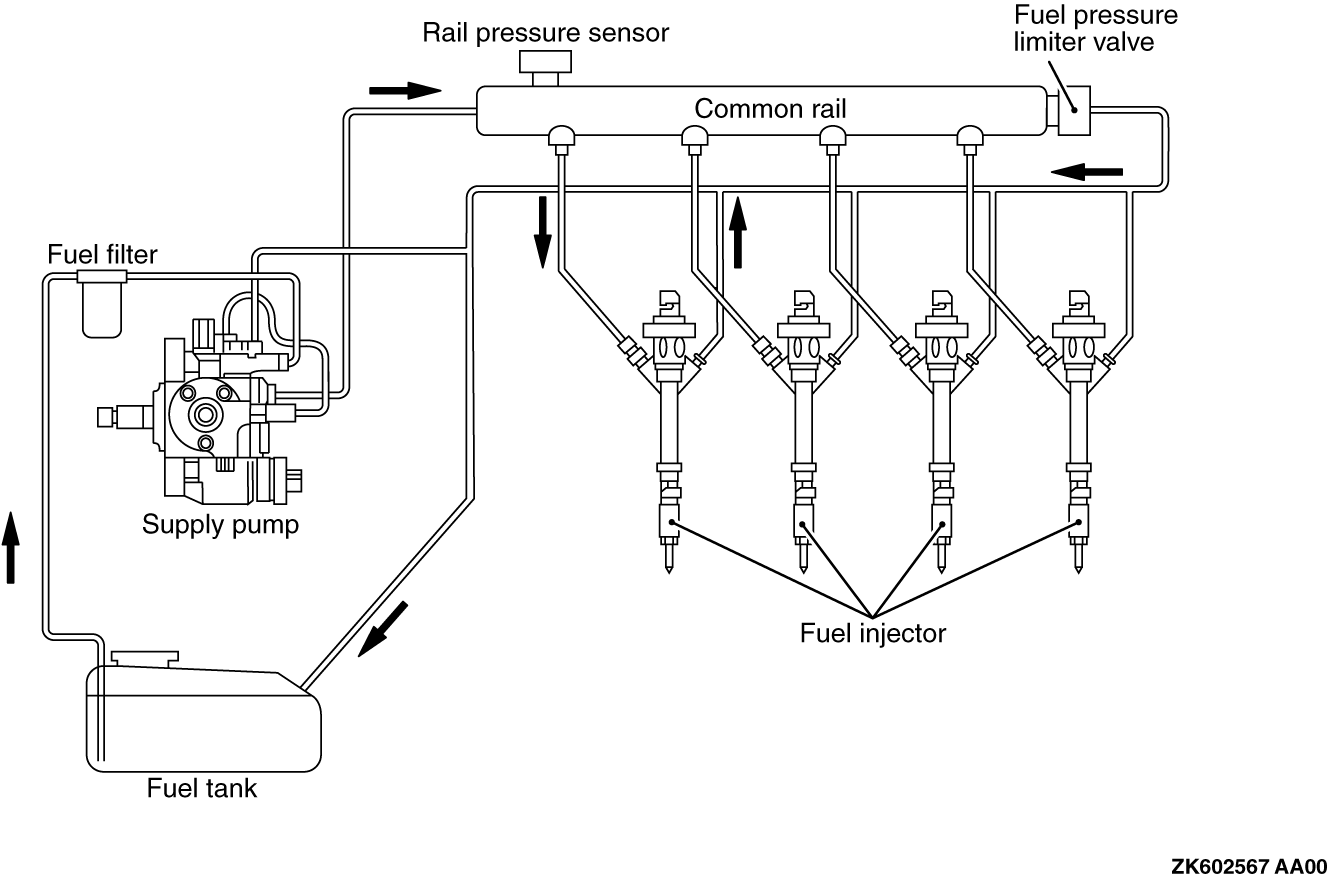 Fuel pressure
limiter valve
Rail pressure sensor
Common rail
Fuel filter
Supply pump
Fuel injector
Fuel tank
ZK602567 AA00